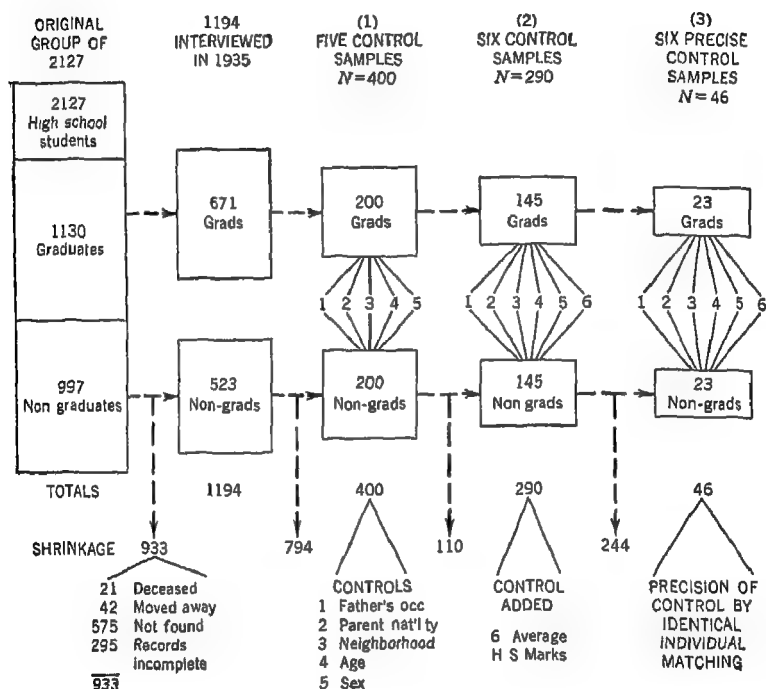 ORIGINAL
GROUP OF
2127
1194
INTERVIEWED
IN 1935
(1)
FIVE CONTROL
SAMPLES
N=400
(2)
SIX CONTROL
SAMPLES
N=290
(3)
SIX PRECISE
CONTROL
SAMPLES
N=46
2127
High school
students
1130
Graduates
997
Non graduates
671
Grads
523
Non-grads
200
Grads
1 2 3 4 5
200
Non-grads
145
Grads
1 2 3 4 5 6
145
Non grads
23
Grads
1 2 3 4 5 6
23
Non-grads
TOTALS 1194 400 290 46
SHRINKAGE 933 794 110 244
21 Deceased
42 Moved away
575 Not found
295 Records
incomplete
933
CONTROLS
1 Father's occ
2 Parent nat'l ty
3 Neighborhood
4 Age
5 Sex
CONTROL
ADDED
6 Average
H S Marks
PRECISION OF
CONTROL BY
IDENTICAL
INDIVIDUAL
MATCHING